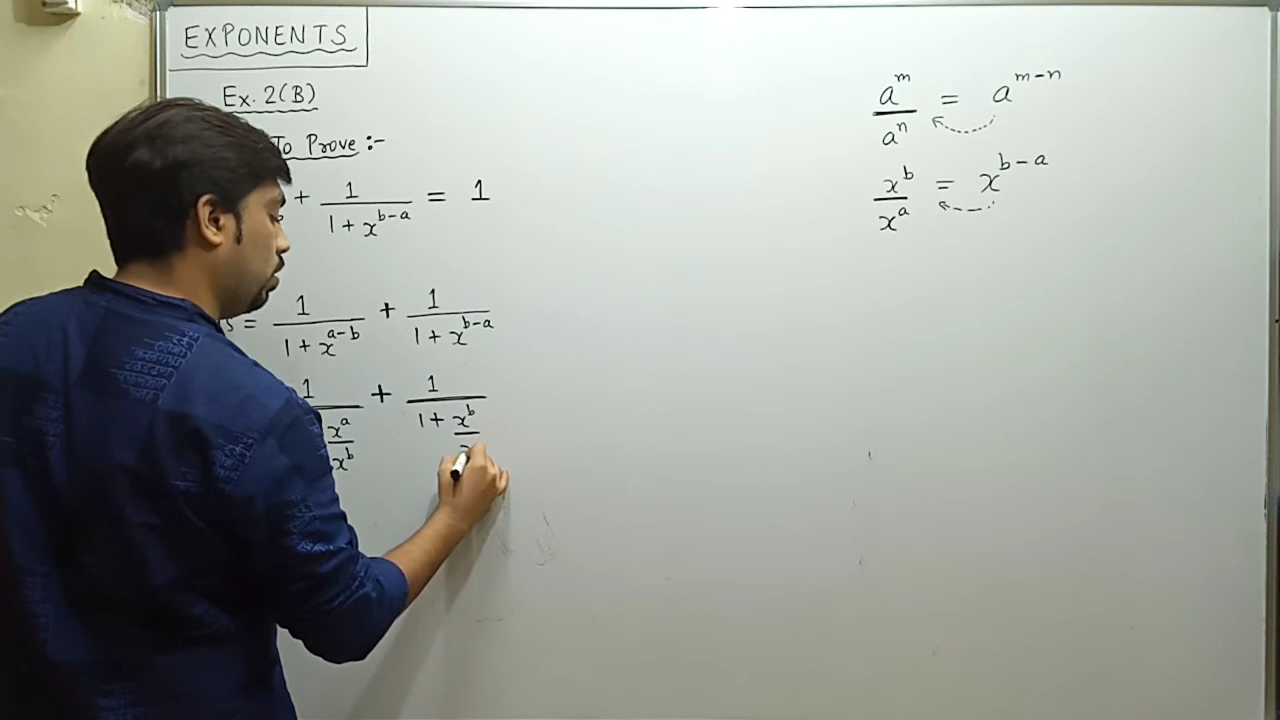 EXPONENTS
Ex. 2(B)
To Prove :-
+ 1/(1 + x^(b-a)) = 1
= 1/(1 + x^(a-b)) + 1/(1 + x^(b-a))
1/(x^a/x^b) + 1/(1 + x^b/x
a^m/a^n = a^(m-n)
x^b/x^a = x^(b-a)